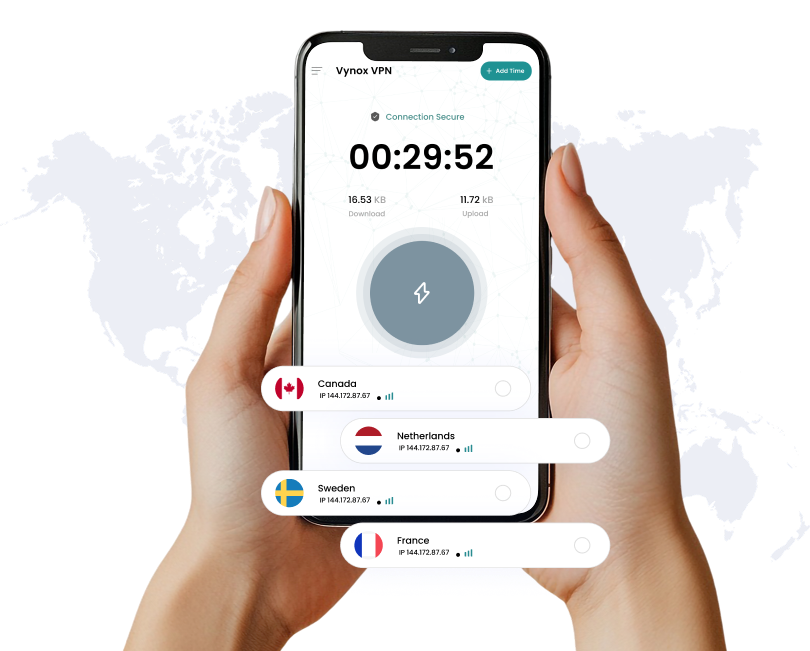 Vynox VPN
+ Add Time
Connection Secure
00:29:52
16.53 KB
Download
11.72 kB
Upload
Canada
IP 144.172.87.67
Netherlands
IP 144.172.87.67
Sweden
IP 144.172.87.67
France
IP 144.172.87.67